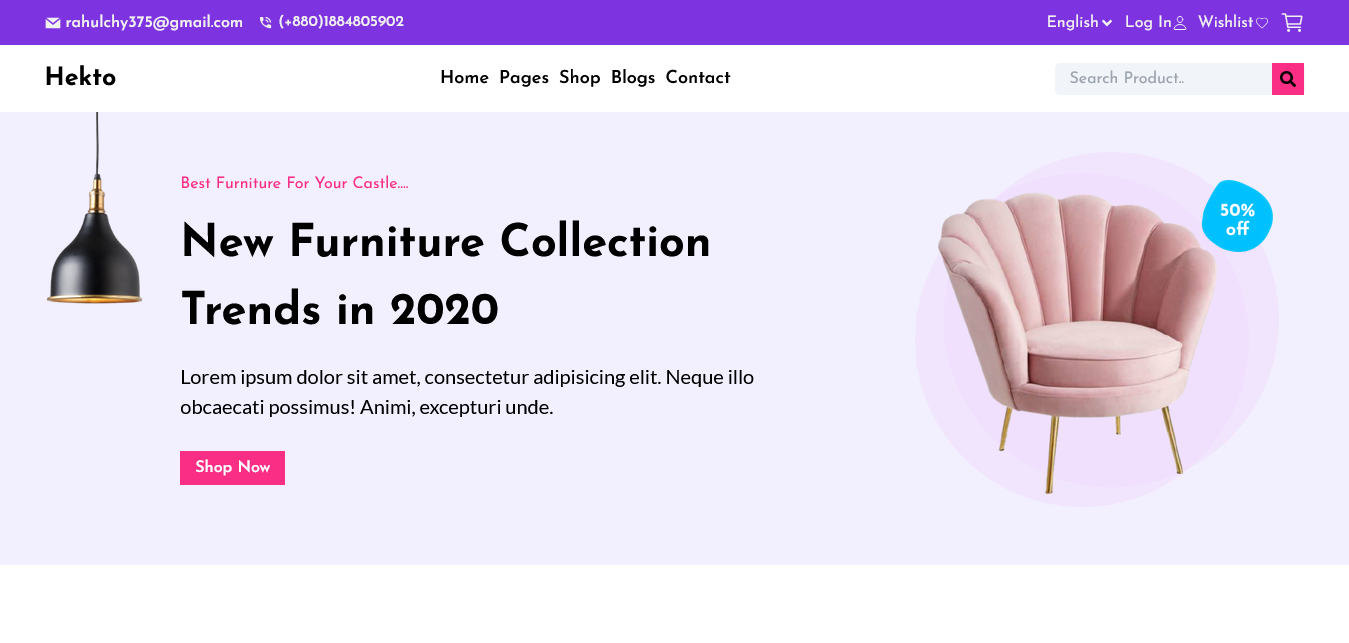 rahulchy375@gmail.com (+880)1884805902 English Log In Wishlist
Hekto Home Pages Shop Blogs Contact Search Product..
Best Furniture For Your Castle....
New Furniture Collection
Trends in 2020
50%
off
Lorem ipsum dolor sit amet, consectetur adipisicing elit. Neque illo
obcaecati possimus! Animi, excepturi unde.
Shop Now